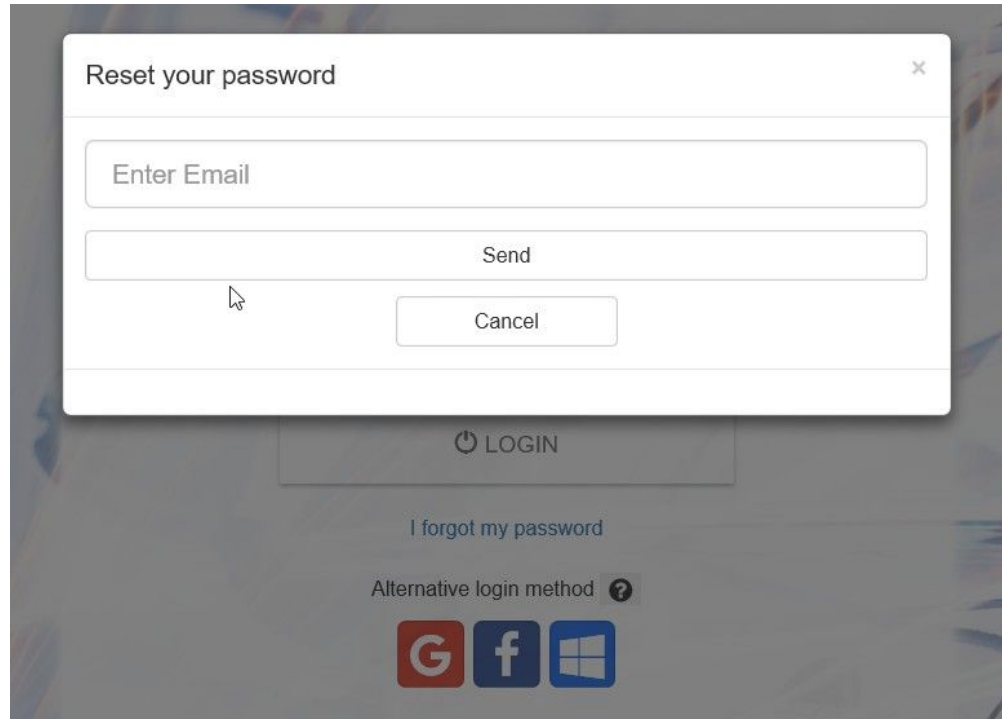 Reset your password ×
Enter Email
Send
Cancel
LOGIN
I forgot my password
Alternative login method ?
G f